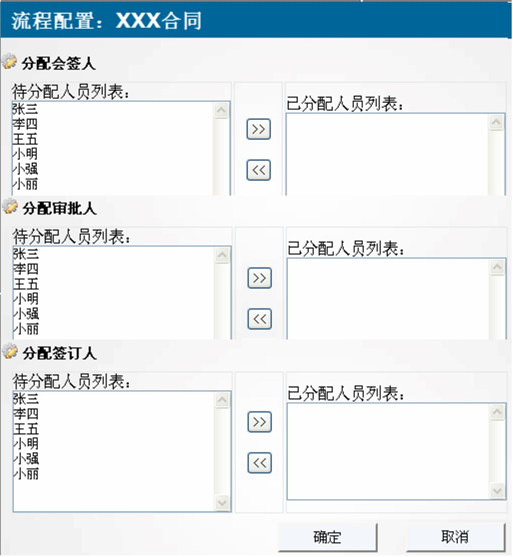 流程配置：XXX合同
分配会签人
待分配人员列表：
张三
李四
王五
小明
小强
小丽
>>
<<
已分配人员列表：
分配审批人
待分配人员列表：
张三
李四
王五
小明
小强
小丽
>>
<<
已分配人员列表：
分配签订人
待分配人员列表：
张三
李四
王五
小明
小强
小丽
>>
<<
已分配人员列表：
确定
取消